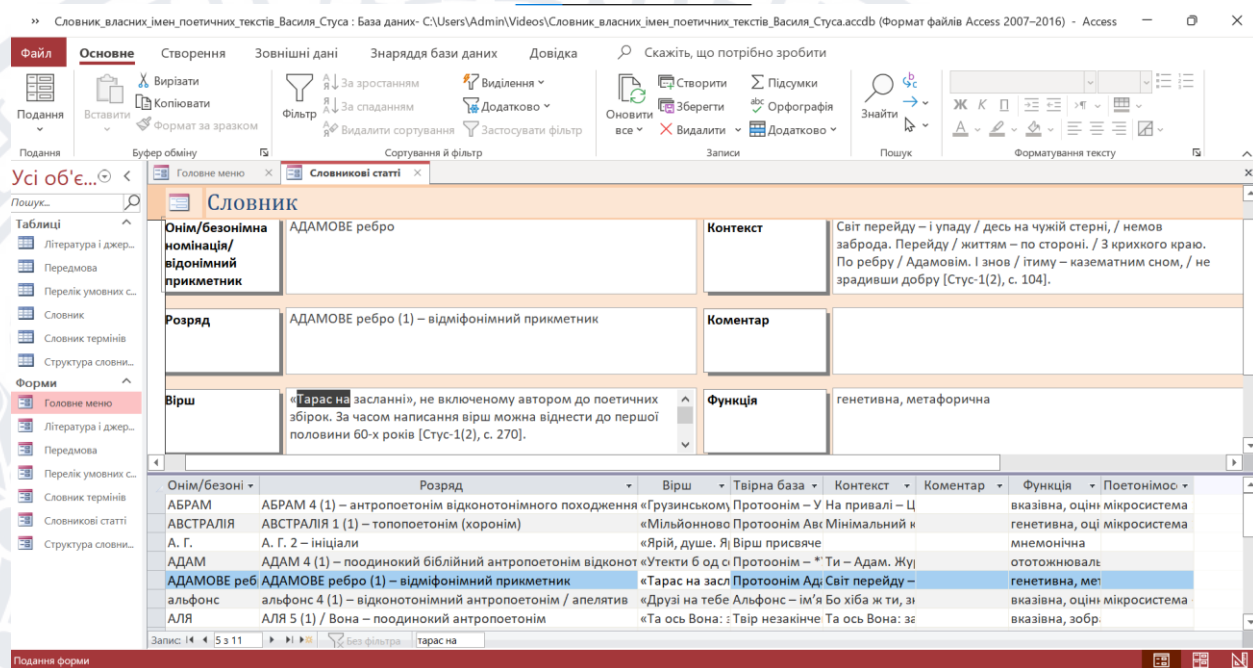 Словник_власних_імен_поетичних_текстів_Василя_Стуса : База даних- C:\Users\Admin\Videos\Словник_власних_імен_поетичних_текстів_Василя_Стуса.accdb (Формат файлів Access 2007–2016) - Access
Файл Основне Створення Зовнішні дані Знаряддя бази даних Довідка Скажіть, що потрібно зробити
Подання
Вставити
Вирізати
Копіювати
Формат за зразком
Фільтр
За зростанням
За спаданням
Видалити сортування
Виділення
Додатково
Застосувати фільтр
Оновити все
Створити
Зберегти
Видалити
Підсумки
Орфографія
Додатково
Знайти
Ж К П
Подання Буфер обміну Сортування й фільтр Записи Пошук Форматування тексту
Усі об'є...
Пошук...
Таблиці
Література і джер...
Передмова
Перелік умовних с...
Словник
Словник термінів
Структура словни...
Форми
Головне меню
Література і джер...
Передмова
Перелік умовних с...
Словник термінів
Словникові статті
Структура словни...
Головне меню Словникові статті
Словник
Онім/безонімна
номінація/
відонімний
прикметник
АДАМОВЕ ребро
Контекст
Світ перейду – і упаду / десь на чужій стерні, / немов
заброда. Перейду / життям – по стороні. / З крихкого краю.
По ребру / Адамовім. І знов / ітиму – казематним сном, / не
зрадивши добру [Стус-1(2), с. 104].
Розряд
АДАМОВЕ ребро (1) – відміфонімний прикметник
Коментар
Вірш
«Тарас на засланні», не включеному автором до поетичних
збірок. За часом написання вірш можна віднести до першої
половини 60-х років [Стус-1(2), с. 270].
Функція
генетивна, метафорична
Онім/безоні Розряд Вірш Твірна база Контекст Коментар Функція Поетонімос
АБРАМ АБРАМ 4 (1) – антропоетонім відконотонімного походження «Грузинському Протоонім – У На привалі – Ц вказівна, оцінн мікросистема
АВСТРАЛІЯ АВСТРАЛІЯ 1 (1) – топопоетонім (хоронім) «Мільйонново Протоонім Авс Мінімальний к генетивна, оці мікросистема
А. Г. А. Г. 2 – ініціали «Ярій, душе. Я Вірш присвяче мнемонічна
АДАМ АДАМ 4 (1) – поодинокий біблійний антропоетонім відконот «Утекти б од се Протоонім – * Ти – Адам. Жур ототожнюваль
АДАМОВЕ реб АДАМОВЕ ребро (1) – відміфонімний прикметник «Тарас на засл Протоонім Ада Світ перейду – генетивна, мет
альфонс альфонс 4 (1) – відконотонімний антропоетонім / апелятив «Друзі на тебе Альфонс – ім’я Бо хіба ж ти, зн вказівна, оцінн мікросистема
АЛЯ АЛЯ 5 (1) / Вона – поодинокий антропоетонім «Та ось Вона: з Твір незакінче Та ось Вона: за вказівна, зобр
Запис: 5 з 11 Без фільтра тарас на
Подання форми